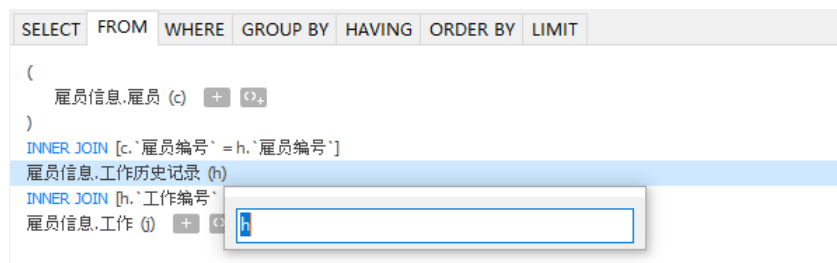 SELECT FROM WHERE GROUP BY HAVING ORDER BY LIMIT
(
雇员信息.雇员 (c)
)
INNER JOIN [c.`雇员编号` = h.`雇员编号`]
雇员信息.工作历史记录 (h)
INNER JOIN [h.`工作编号`
雇员信息.工作 (j)
h